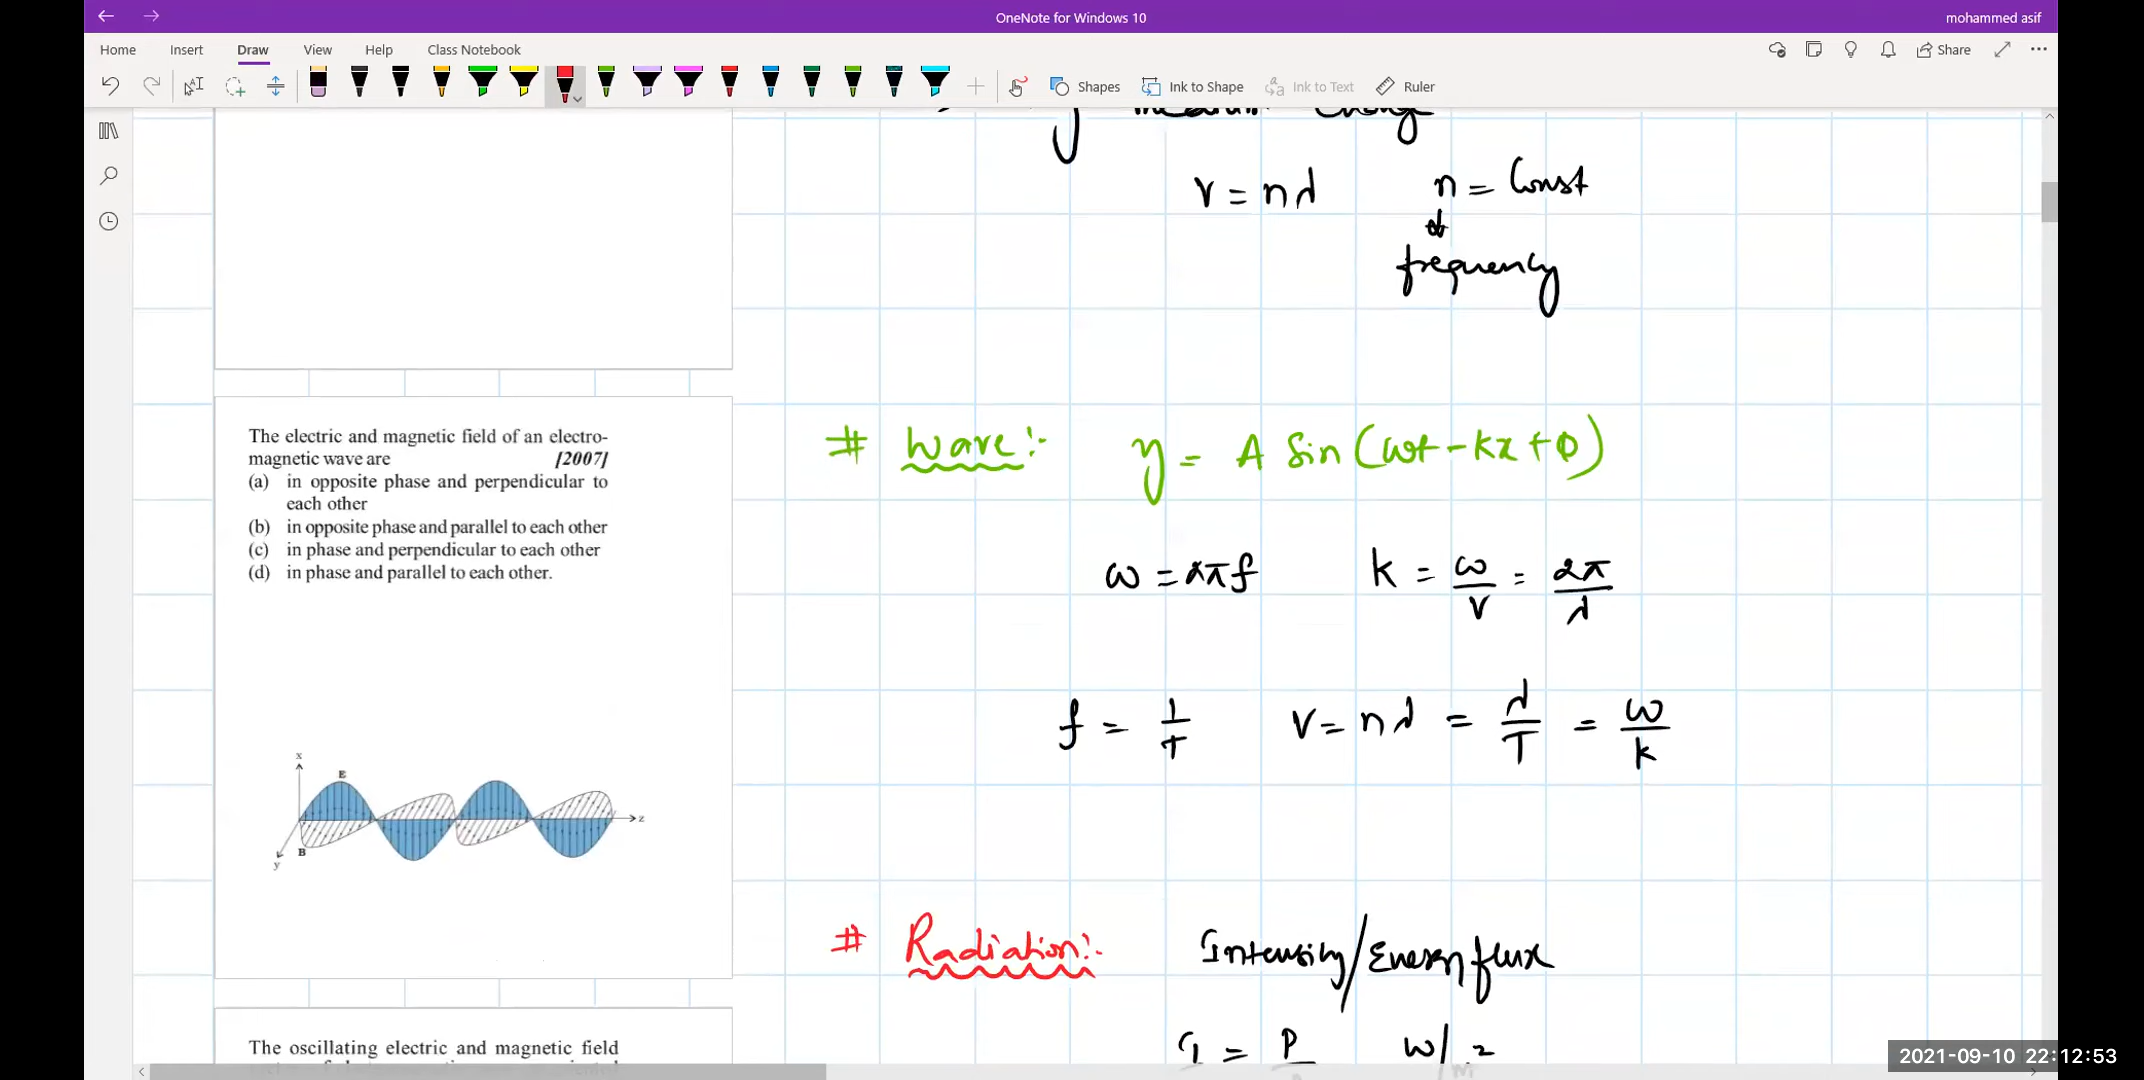 OneNote for Windows 10
mohammed asif
Home Insert Draw View Help Class Notebook
Share
Shapes Ink to Shape Ink to Text Ruler
medium change
v = nλ n = Const
frequency
The electric and magnetic field of an electro-
magnetic wave are [2007]
(a) in opposite phase and perpendicular to
each other
(b) in opposite phase and parallel to each other
(c) in phase and perpendicular to each other
(d) in phase and parallel to each other.
x
E
z
B
y
The oscillating electric and magnetic field
# Wave:- y = A Sin (ωt - kx + Φ)
ω = 2πf k = ω/v = 2π/λ
f = 1/T v = nλ = λ/T = ω/k
# Radiation:- Intensity/Energy flux
I = P W/m2
2021-09-10 22:12:53